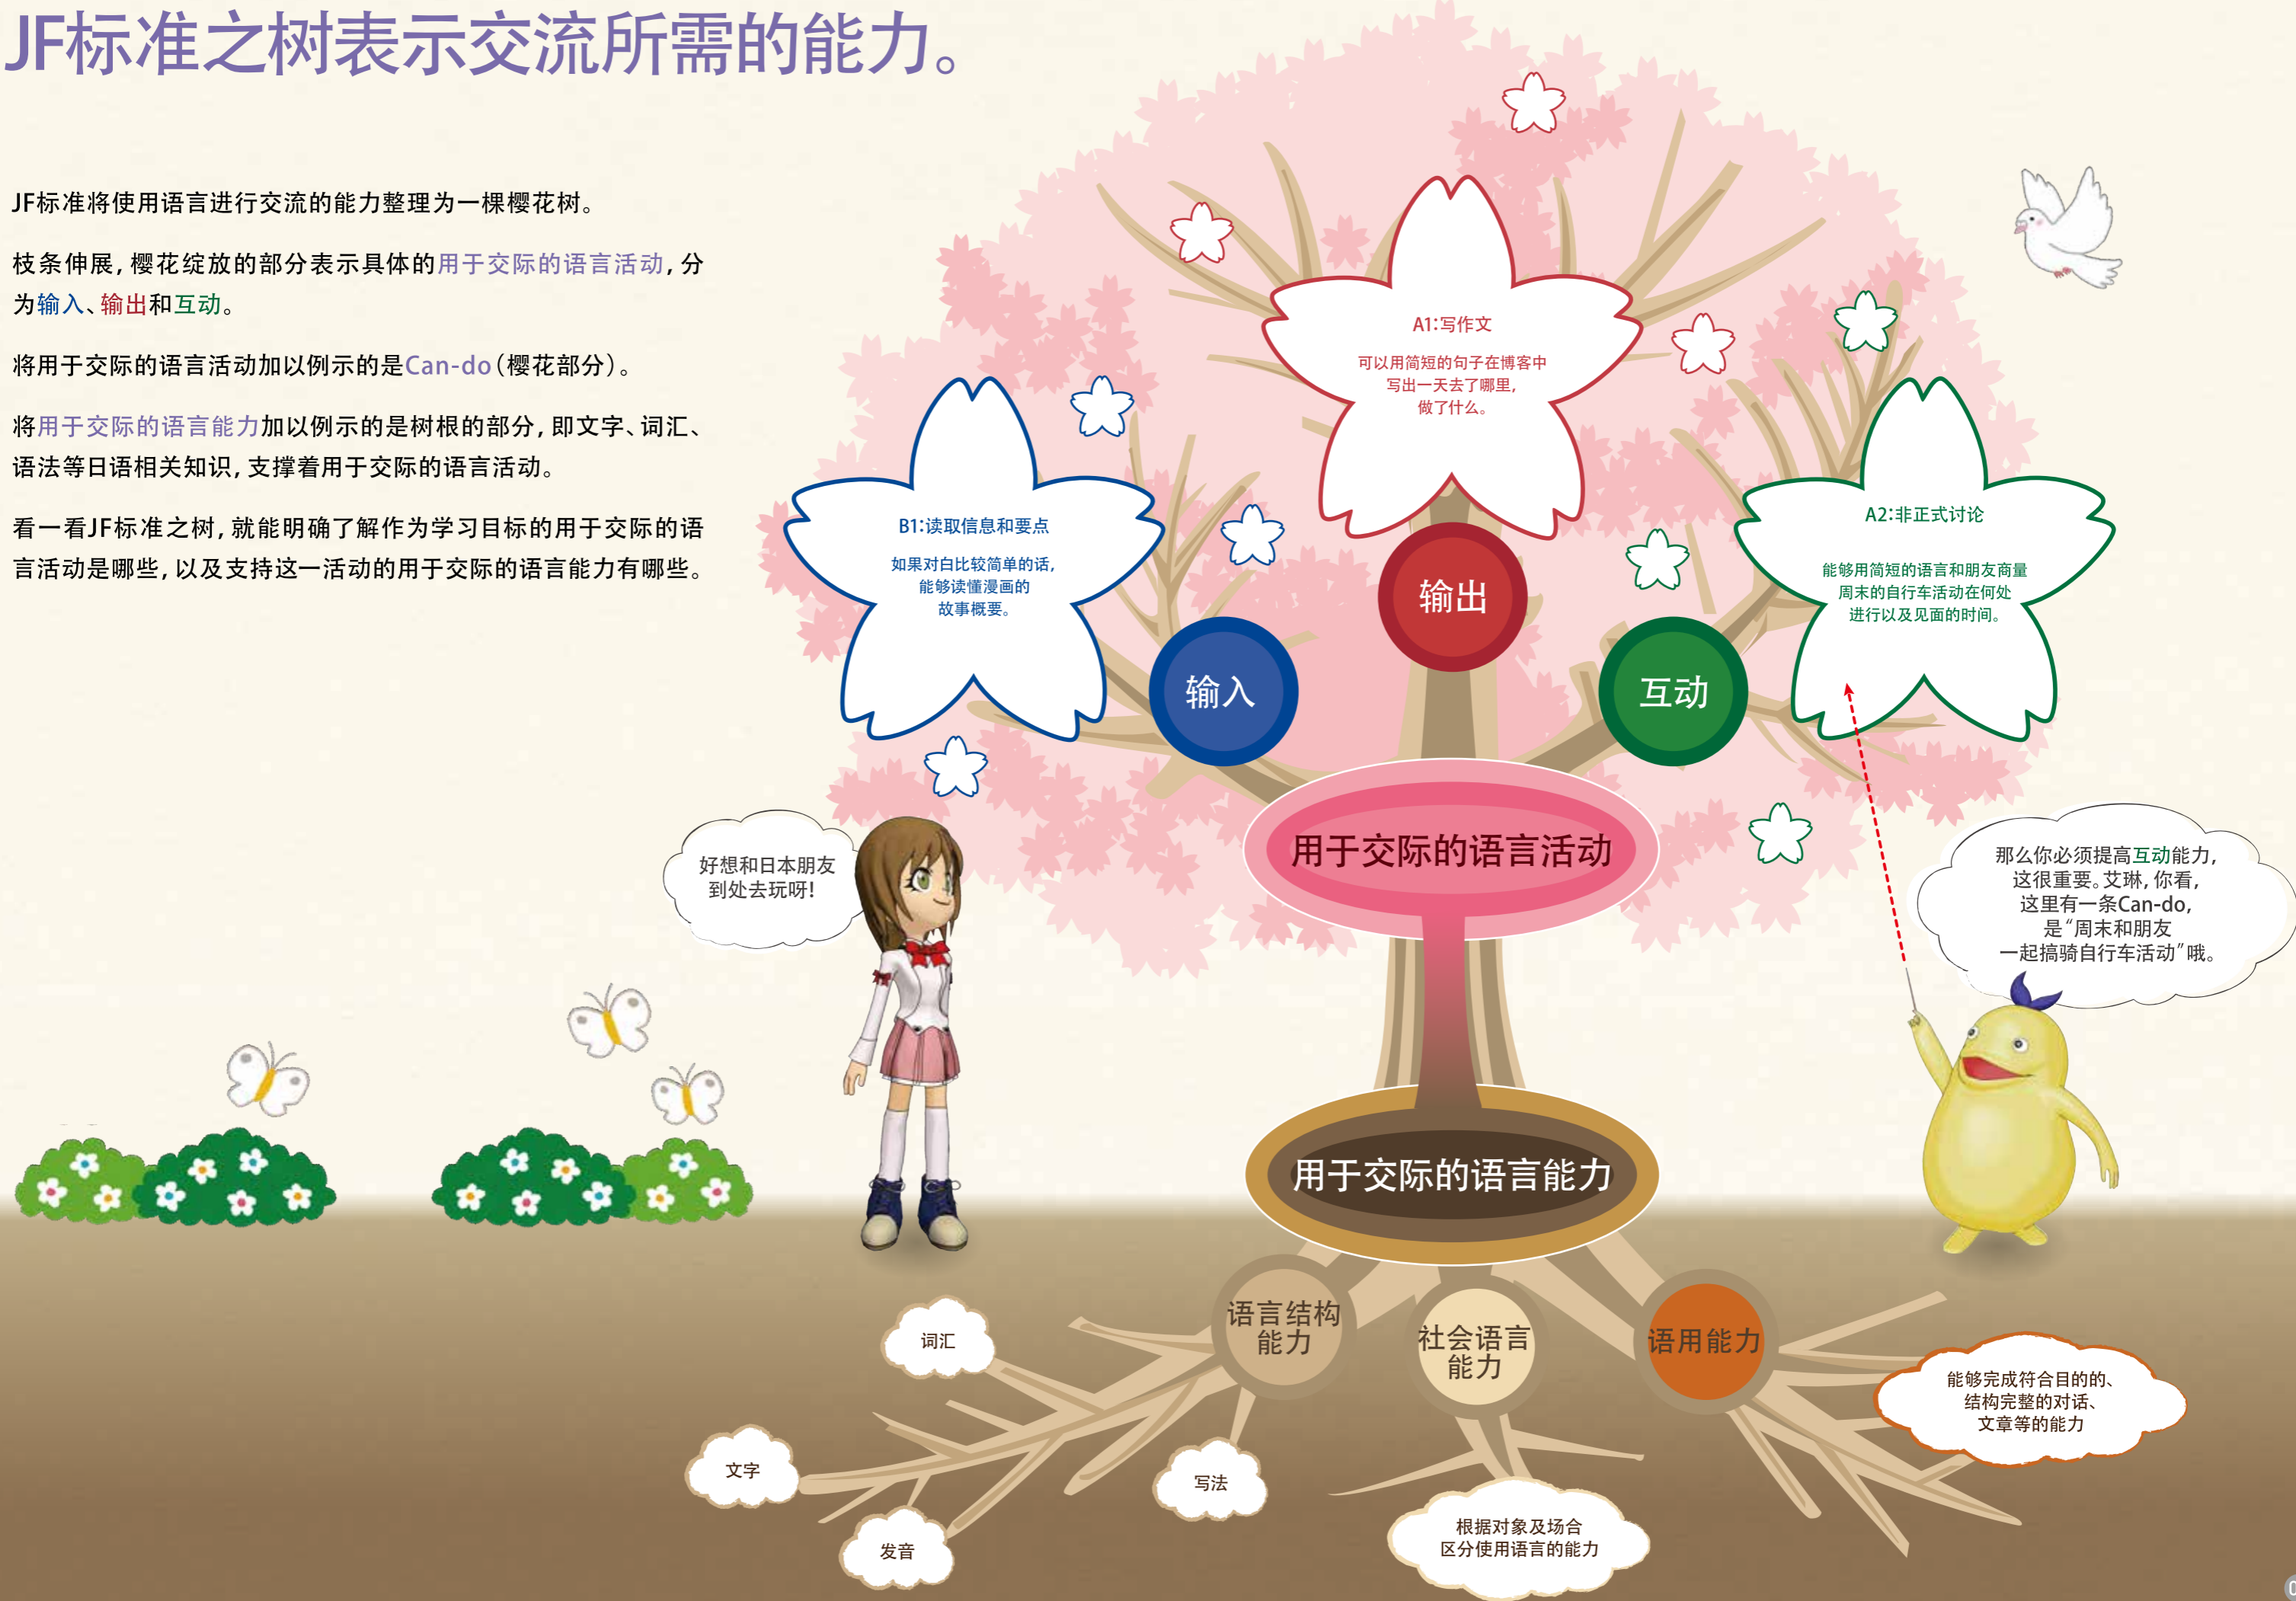 JF标准之树表示交流所需的能力。
JF标准将使用语言进行交流的能力整理为一棵樱花树。
枝条伸展，樱花绽放的部分表示具体的用于交际的语言活动，分
为输入、输出和互动。
将用于交际的语言活动加以例示的是Can-do（樱花部分）。
将用于交际的语言能力加以例示的是树根的部分，即文字、词汇、
语法等日语相关知识，支撑着用于交际的语言活动。
看一看JF标准之树，就能明确了解作为学习目标的用于交际的语
言活动是哪些，以及支持这一活动的用于交际的语言能力有哪些。
A1:写作文
可以用简短的句子在博客中
写出一天去了哪里，
做了什么。
B1:读取信息和要点
如果对白比较简单的话，
能够读懂漫画的
故事概要。
A2:非正式讨论
能够用简短的语言和朋友商量
周末的自行车活动在何处
进行以及见面的时间。
输出
输入
互动
用于交际的语言活动
好想和日本朋友
到处去玩呀！
那么你必须提高互动能力，
这很重要。艾琳，你看，
这里有一条Can-do，
是“周末和朋友
一起搞骑自行车活动”哦。
用于交际的语言能力
语言结构
能力
社会语言
能力
语用能力
词汇
文字
发音
写法
根据对象及场合
区分使用语言的能力
能够完成符合目的的、
结构完整的对话、
文章等的能力